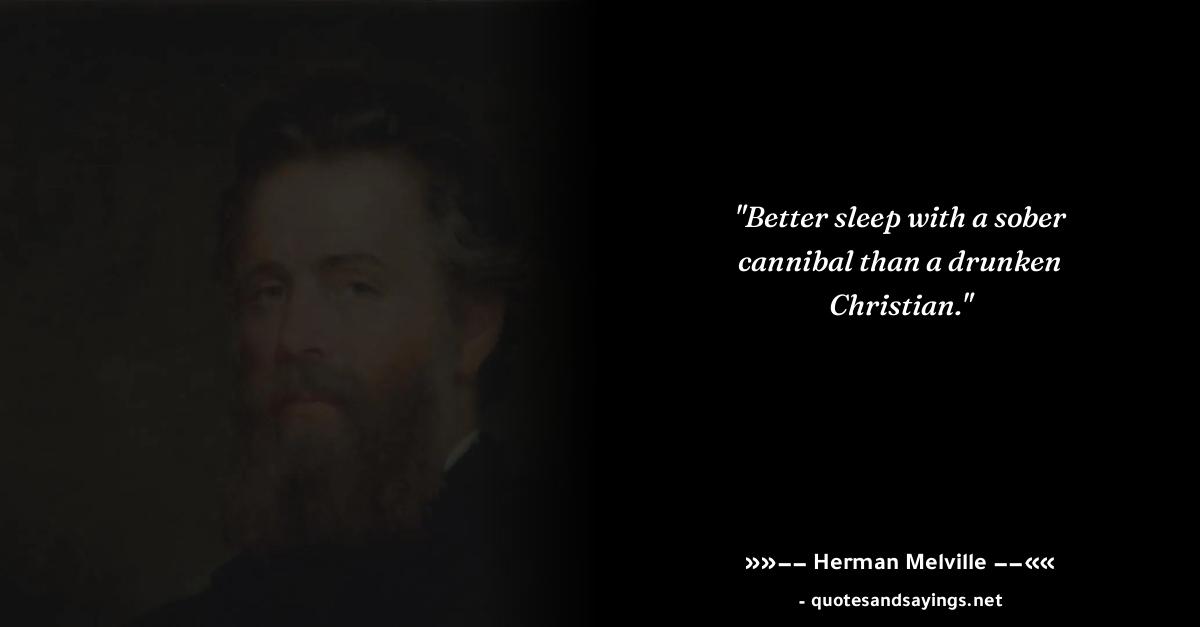 "Better sleep with a sober
cannibal than a drunken
Christian."
»»−− Herman Melville −−««
- quotesandsayings.net